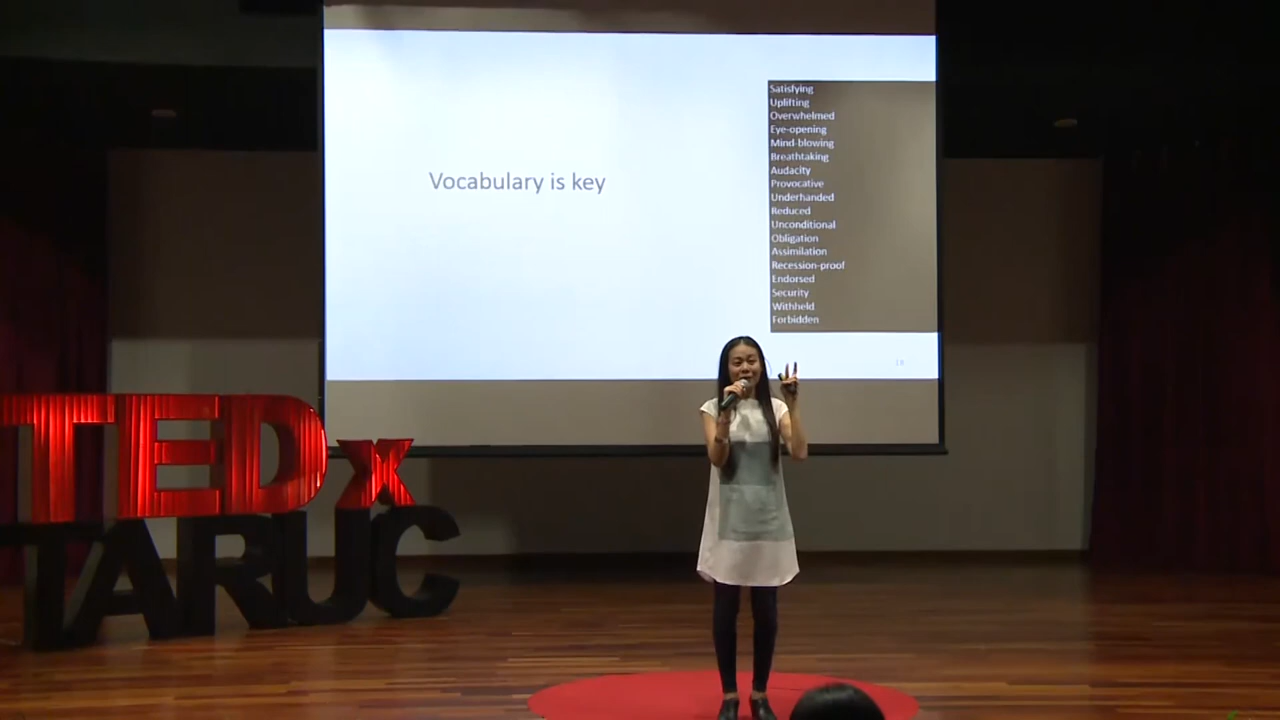 Vocabulary is key
Satisfying
Uplifting
Overwhelmed
Eye-opening
Mind-blowing
Breathtaking
Audacity
Provocative
Underhanded
Reduced
Unconditional
Obligation
Assimilation
Recession-proof
Endorsed
Security
Withheld
Forbidden
TEDx
TARUC